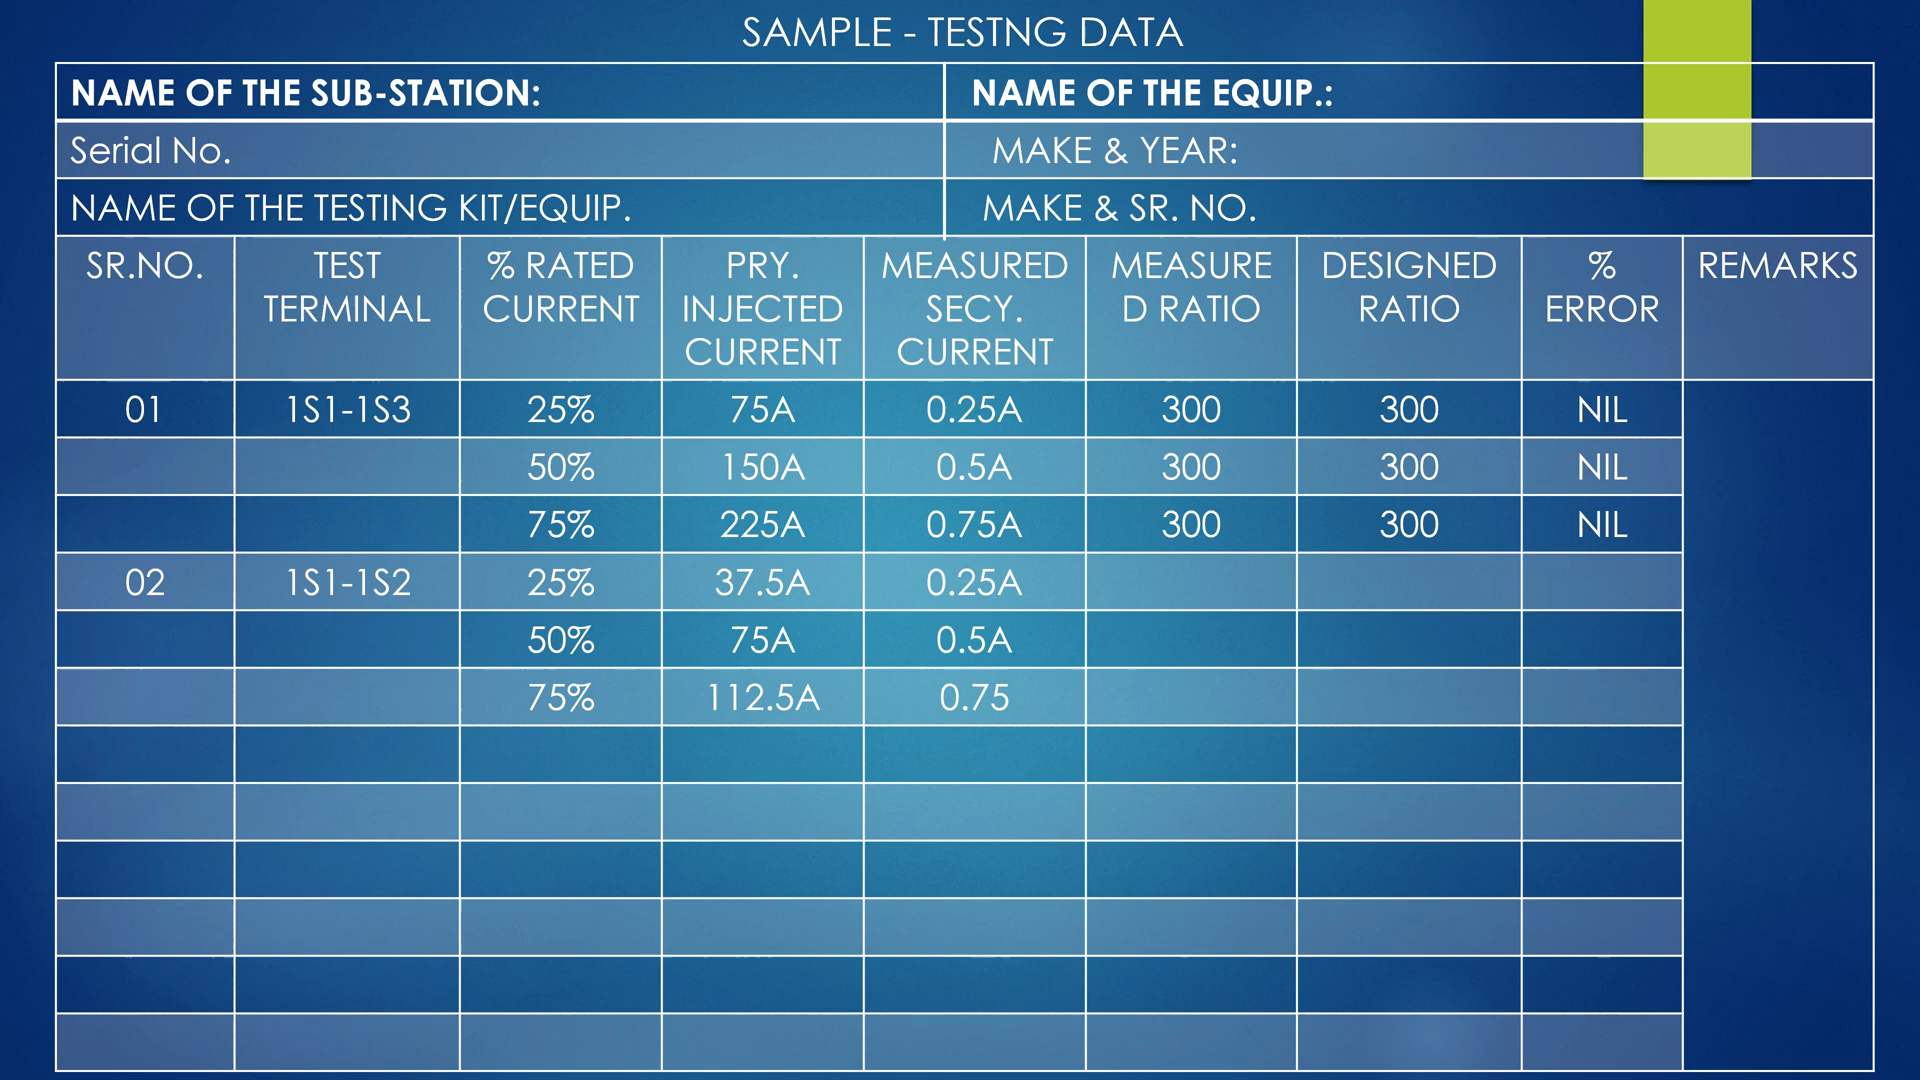 SAMPLE - TESTNG DATA
NAME OF THE SUB-STATION: NAME OF THE EQUIP.:
Serial No. MAKE & YEAR:
NAME OF THE TESTING KIT/EQUIP. MAKE & SR. NO.
SR.NO. TEST % RATED PRY. MEASURED MEASURE DESIGNED % REMARKS
TERMINAL CURRENT INJECTED SECY. D RATIO RATIO ERROR
CURRENT CURRENT
01 1S1-1S3 25% 75A 0.25A 300 300 NIL
50% 150A 0.5A 300 300 NIL
75% 225A 0.75A 300 300 NIL
02 1S1-1S2 25% 37.5A 0.25A
50% 75A 0.5A
75% 112.5A 0.75